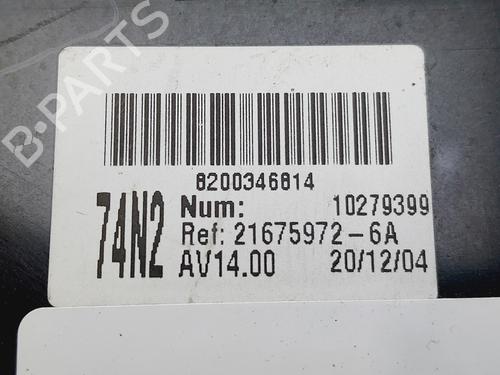 B-PARTS
8200346814
74N2
Num: 10279399
Ref: 21675972-6A
AV14.00 20/12/04